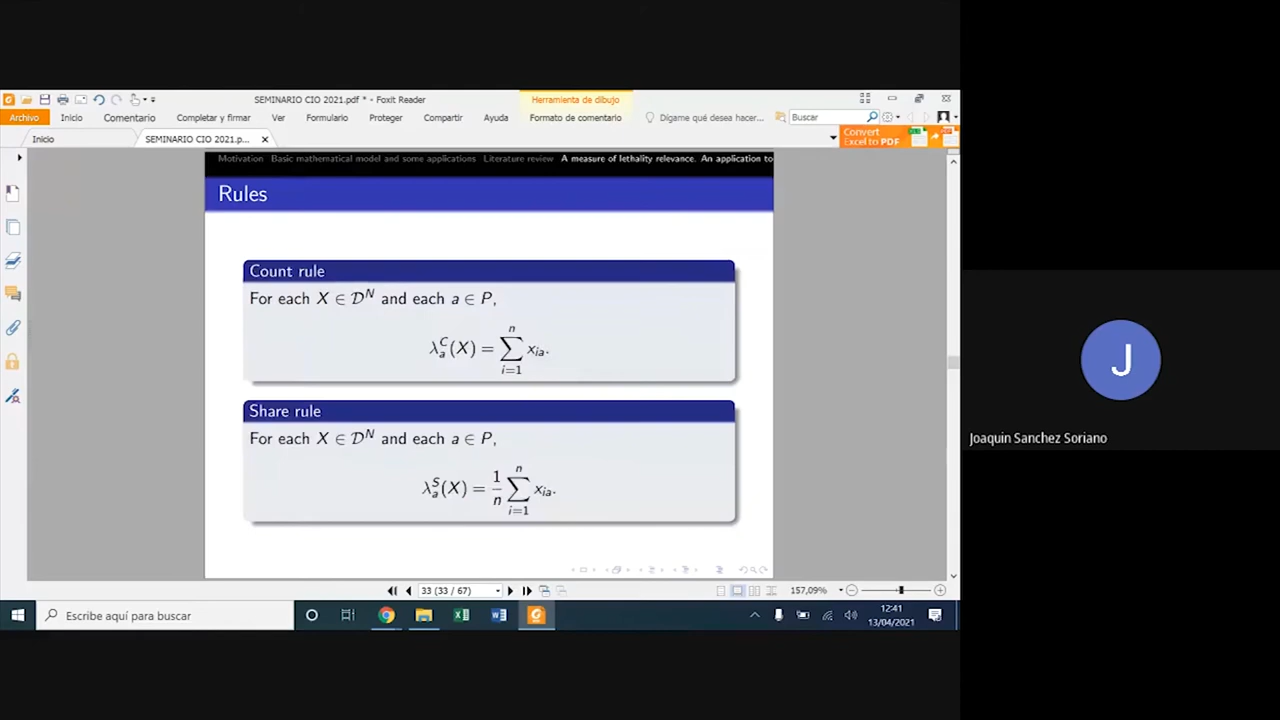 SEMINARIO CIO 2021.pdf * - Foxit Reader
Herramienta de dibujo
Archivo Inicio Comentario Completar y firmar Ver Formulario Proteger Compartir Ayuda Formato de comentario Dígame qué desea hacer... Buscar
Inicio SEMINARIO CIO 2021.p...
Convert
Excel to PDF
Motivation Basic mathematical model and some applications Literature review A measure of lethality relevance. An application to
Rules
Count rule
For each X ∈ 𝒟^N and each a ∈ P,
λ_a^C(X) = ∑_{i=1}^{n} x_{ia}.
Share rule
For each X ∈ 𝒟^N and each a ∈ P,
λ_a^S(X) = \frac{1}{n} ∑_{i=1}^{n} x_{ia}.
33 (33 / 67)
157,09%
Escribe aquí para buscar
12:41
13/04/2021
J
Joaquin Sanchez Soriano